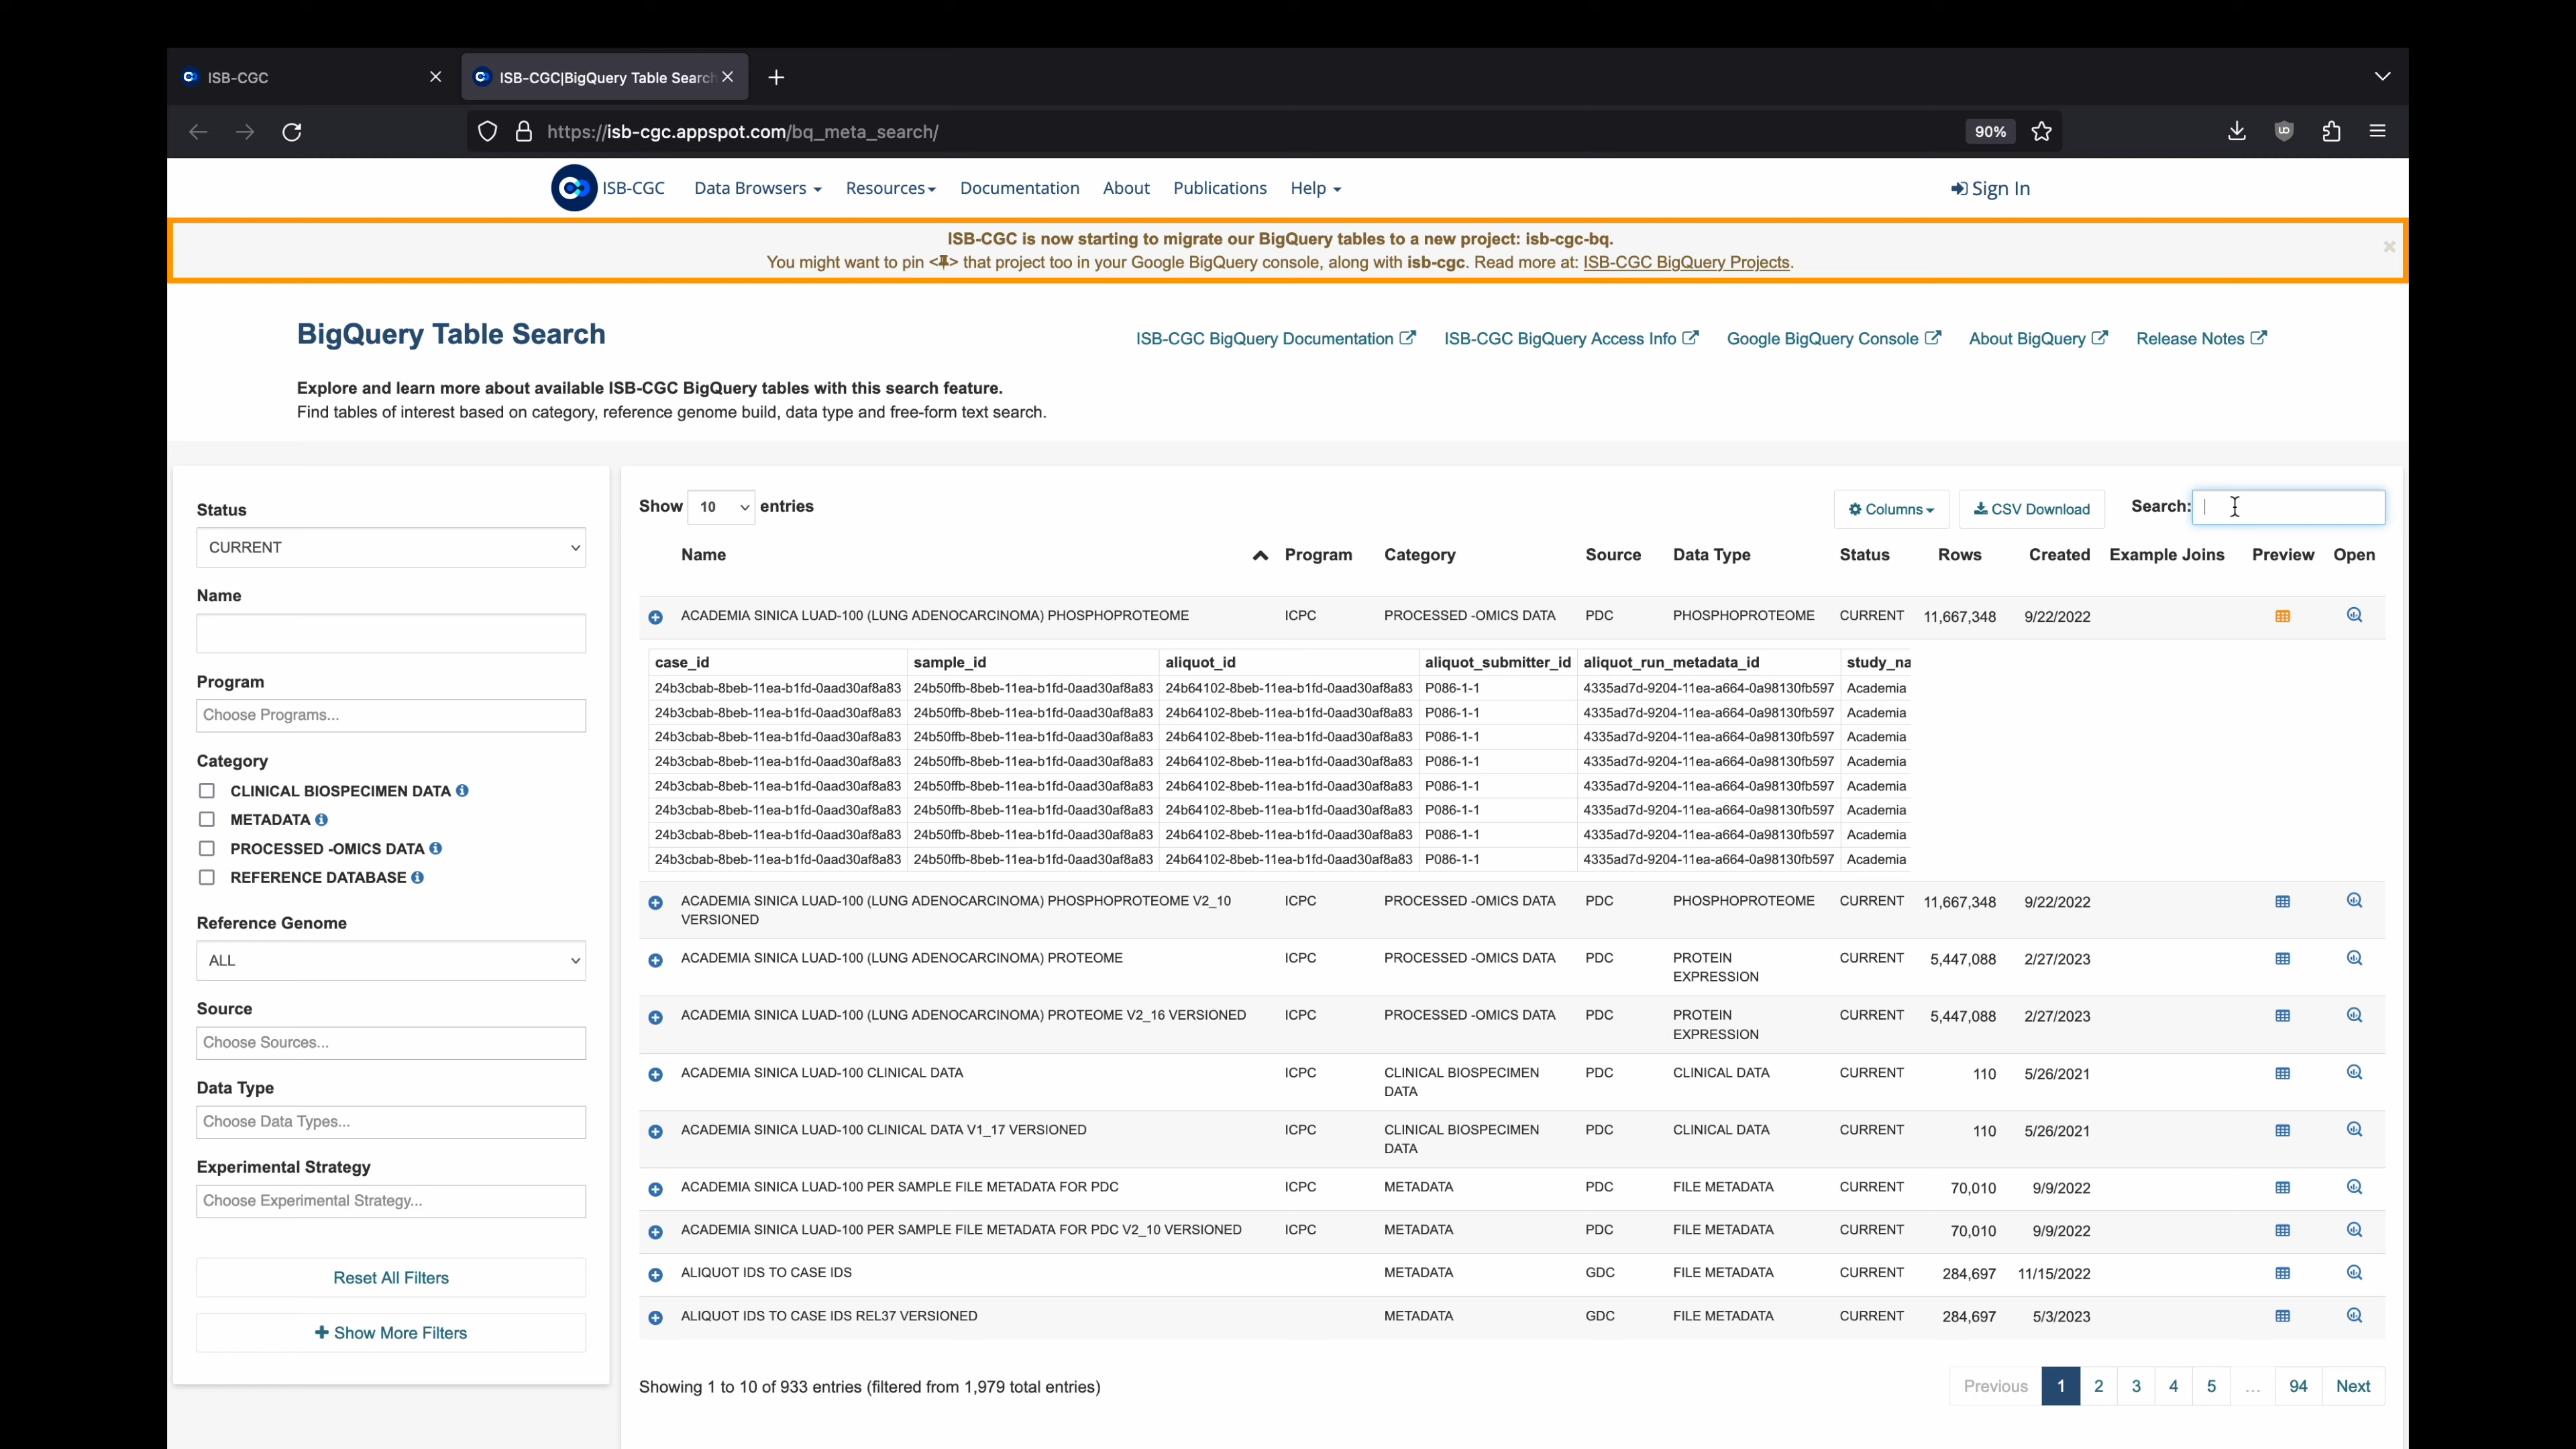 ISB-CGC
ISB-CGC|BigQuery Table Search
https://isb-cgc.appspot.com/bq_meta_search/
90%
ISB-CGC Data Browsers Resources Documentation About Publications Help Sign In
ISB-CGC is now starting to migrate our BigQuery tables to a new project: isb-cgc-bq.
You might want to pin <> that project too in your Google BigQuery console, along with isb-cgc. Read more at: ISB-CGC BigQuery Projects.
BigQuery Table Search
ISB-CGC BigQuery Documentation ISB-CGC BigQuery Access Info Google BigQuery Console About BigQuery Release Notes
Explore and learn more about available ISB-CGC BigQuery tables with this search feature.
Find tables of interest based on category, reference genome build, data type and free-form text search.
Status
CURRENT
Name
Program
Choose Programs...
Category
CLINICAL BIOSPECIMEN DATA
METADATA
PROCESSED -OMICS DATA
REFERENCE DATABASE
Reference Genome
ALL
Source
Choose Sources...
Data Type
Choose Data Types...
Experimental Strategy
Choose Experimental Strategy...
Reset All Filters
+ Show More Filters
Show 10 entries
Columns CSV Download Search:
Name Program Category Source Data Type Status Rows Created Example Joins Preview Open
ACADEMIA SINICA LUAD-100 (LUNG ADENOCARCINOMA) PHOSPHOPROTEOME ICPC PROCESSED -OMICS DATA PDC PHOSPHOPROTEOME CURRENT 11,667,348 9/22/2022
case_id sample_id aliquot_id aliquot_submitter_id aliquot_run_metadata_id study_na
24b3cbab-8beb-11ea-b1fd-0aad30af8a83 24b50ffb-8beb-11ea-b1fd-0aad30af8a83 24b64102-8beb-11ea-b1fd-0aad30af8a83 P086-1-1 4335ad7d-9204-11ea-a664-0a98130fb597 Academia
24b3cbab-8beb-11ea-b1fd-0aad30af8a83 24b50ffb-8beb-11ea-b1fd-0aad30af8a83 24b64102-8beb-11ea-b1fd-0aad30af8a83 P086-1-1 4335ad7d-9204-11ea-a664-0a98130fb597 Academia
24b3cbab-8beb-11ea-b1fd-0aad30af8a83 24b50ffb-8beb-11ea-b1fd-0aad30af8a83 24b64102-8beb-11ea-b1fd-0aad30af8a83 P086-1-1 4335ad7d-9204-11ea-a664-0a98130fb597 Academia
24b3cbab-8beb-11ea-b1fd-0aad30af8a83 24b50ffb-8beb-11ea-b1fd-0aad30af8a83 24b64102-8beb-11ea-b1fd-0aad30af8a83 P086-1-1 4335ad7d-9204-11ea-a664-0a98130fb597 Academia
24b3cbab-8beb-11ea-b1fd-0aad30af8a83 24b50ffb-8beb-11ea-b1fd-0aad30af8a83 24b64102-8beb-11ea-b1fd-0aad30af8a83 P086-1-1 4335ad7d-9204-11ea-a664-0a98130fb597 Academia
24b3cbab-8beb-11ea-b1fd-0aad30af8a83 24b50ffb-8beb-11ea-b1fd-0aad30af8a83 24b64102-8beb-11ea-b1fd-0aad30af8a83 P086-1-1 4335ad7d-9204-11ea-a664-0a98130fb597 Academia
24b3cbab-8beb-11ea-b1fd-0aad30af8a83 24b50ffb-8beb-11ea-b1fd-0aad30af8a83 24b64102-8beb-11ea-b1fd-0aad30af8a83 P086-1-1 4335ad7d-9204-11ea-a664-0a98130fb597 Academia
24b3cbab-8beb-11ea-b1fd-0aad30af8a83 24b50ffb-8beb-11ea-b1fd-0aad30af8a83 24b64102-8beb-11ea-b1fd-0aad30af8a83 P086-1-1 4335ad7d-9204-11ea-a664-0a98130fb597 Academia
ACADEMIA SINICA LUAD-100 (LUNG ADENOCARCINOMA) PHOSPHOPROTEOME V2_10 ICPC PROCESSED -OMICS DATA PDC PHOSPHOPROTEOME CURRENT 11,667,348 9/22/2022
VERSIONED
ACADEMIA SINICA LUAD-100 (LUNG ADENOCARCINOMA) PROTEOME ICPC PROCESSED -OMICS DATA PDC PROTEIN CURRENT 5,447,088 2/27/2023
EXPRESSION
ACADEMIA SINICA LUAD-100 (LUNG ADENOCARCINOMA) PROTEOME V2_16 VERSIONED ICPC PROCESSED -OMICS DATA PDC PROTEIN CURRENT 5,447,088 2/27/2023
EXPRESSION
ACADEMIA SINICA LUAD-100 CLINICAL DATA ICPC CLINICAL BIOSPECIMEN PDC CLINICAL DATA CURRENT 110 5/26/2021
DATA
ACADEMIA SINICA LUAD-100 CLINICAL DATA V1_17 VERSIONED ICPC CLINICAL BIOSPECIMEN PDC CLINICAL DATA CURRENT 110 5/26/2021
DATA
ACADEMIA SINICA LUAD-100 PER SAMPLE FILE METADATA FOR PDC ICPC METADATA PDC FILE METADATA CURRENT 70,010 9/9/2022
ACADEMIA SINICA LUAD-100 PER SAMPLE FILE METADATA FOR PDC V2_10 VERSIONED ICPC METADATA PDC FILE METADATA CURRENT 70,010 9/9/2022
ALIQUOT IDS TO CASE IDS METADATA GDC FILE METADATA CURRENT 284,697 11/15/2022
ALIQUOT IDS TO CASE IDS REL37 VERSIONED METADATA GDC FILE METADATA CURRENT 284,697 5/3/2023
Showing 1 to 10 of 933 entries (filtered from 1,979 total entries)
Previous 1 2 3 4 5 … 94 Next